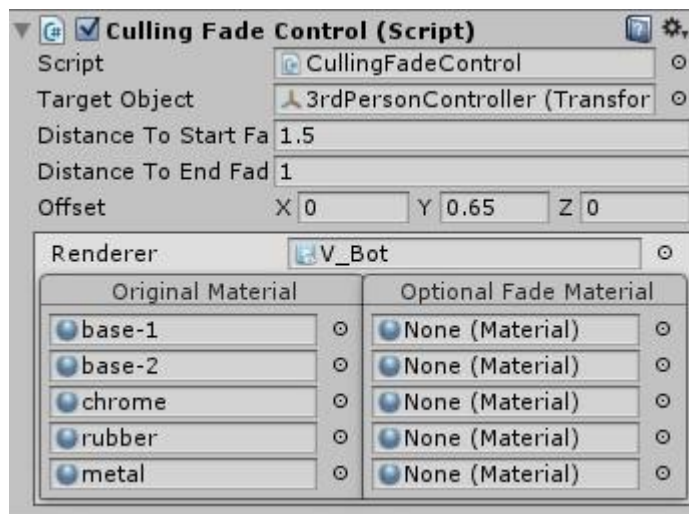 Culling Fade Control (Script)
Script CullingFadeControl
Target Object 3rdPersonController (Transfor
Distance To Start Fa 1.5
Distance To End Fad 1
Offset X 0 Y 0.65 Z 0
Renderer V_Bot
Original Material Optional Fade Material
base-1 None (Material)
base-2 None (Material)
chrome None (Material)
rubber None (Material)
metal None (Material)